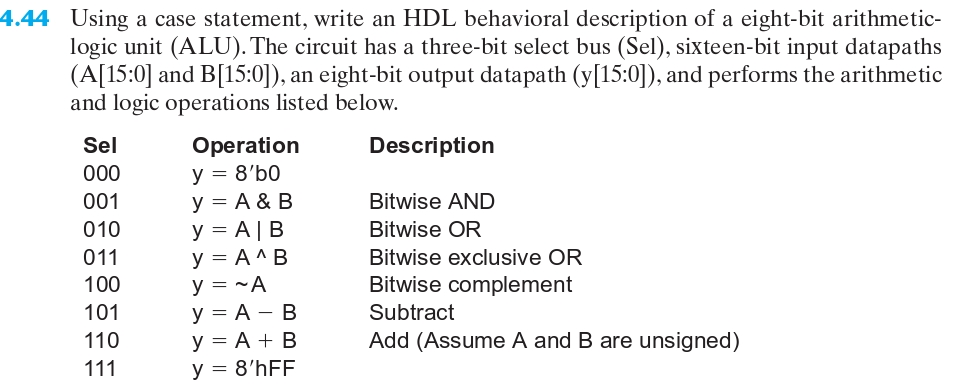 4.44 Using a case statement, write an HDL behavioral description of a eight-bit arithmetic-
logic unit (ALU). The circuit has a three-bit select bus (Sel), sixteen-bit input datapaths
(A[15:0] and B[15:0]), an eight-bit output datapath (y[15:0]), and performs the arithmetic
and logic operations listed below.
Sel Operation Description
000 y = 8′b0
001 y = A & B Bitwise AND
010 y = A | B Bitwise OR
011 y = A ^ B Bitwise exclusive OR
100 y = ~A Bitwise complement
101 y = A − B Subtract
110 y = A + B Add (Assume A and B are unsigned)
111 y = 8′hFF